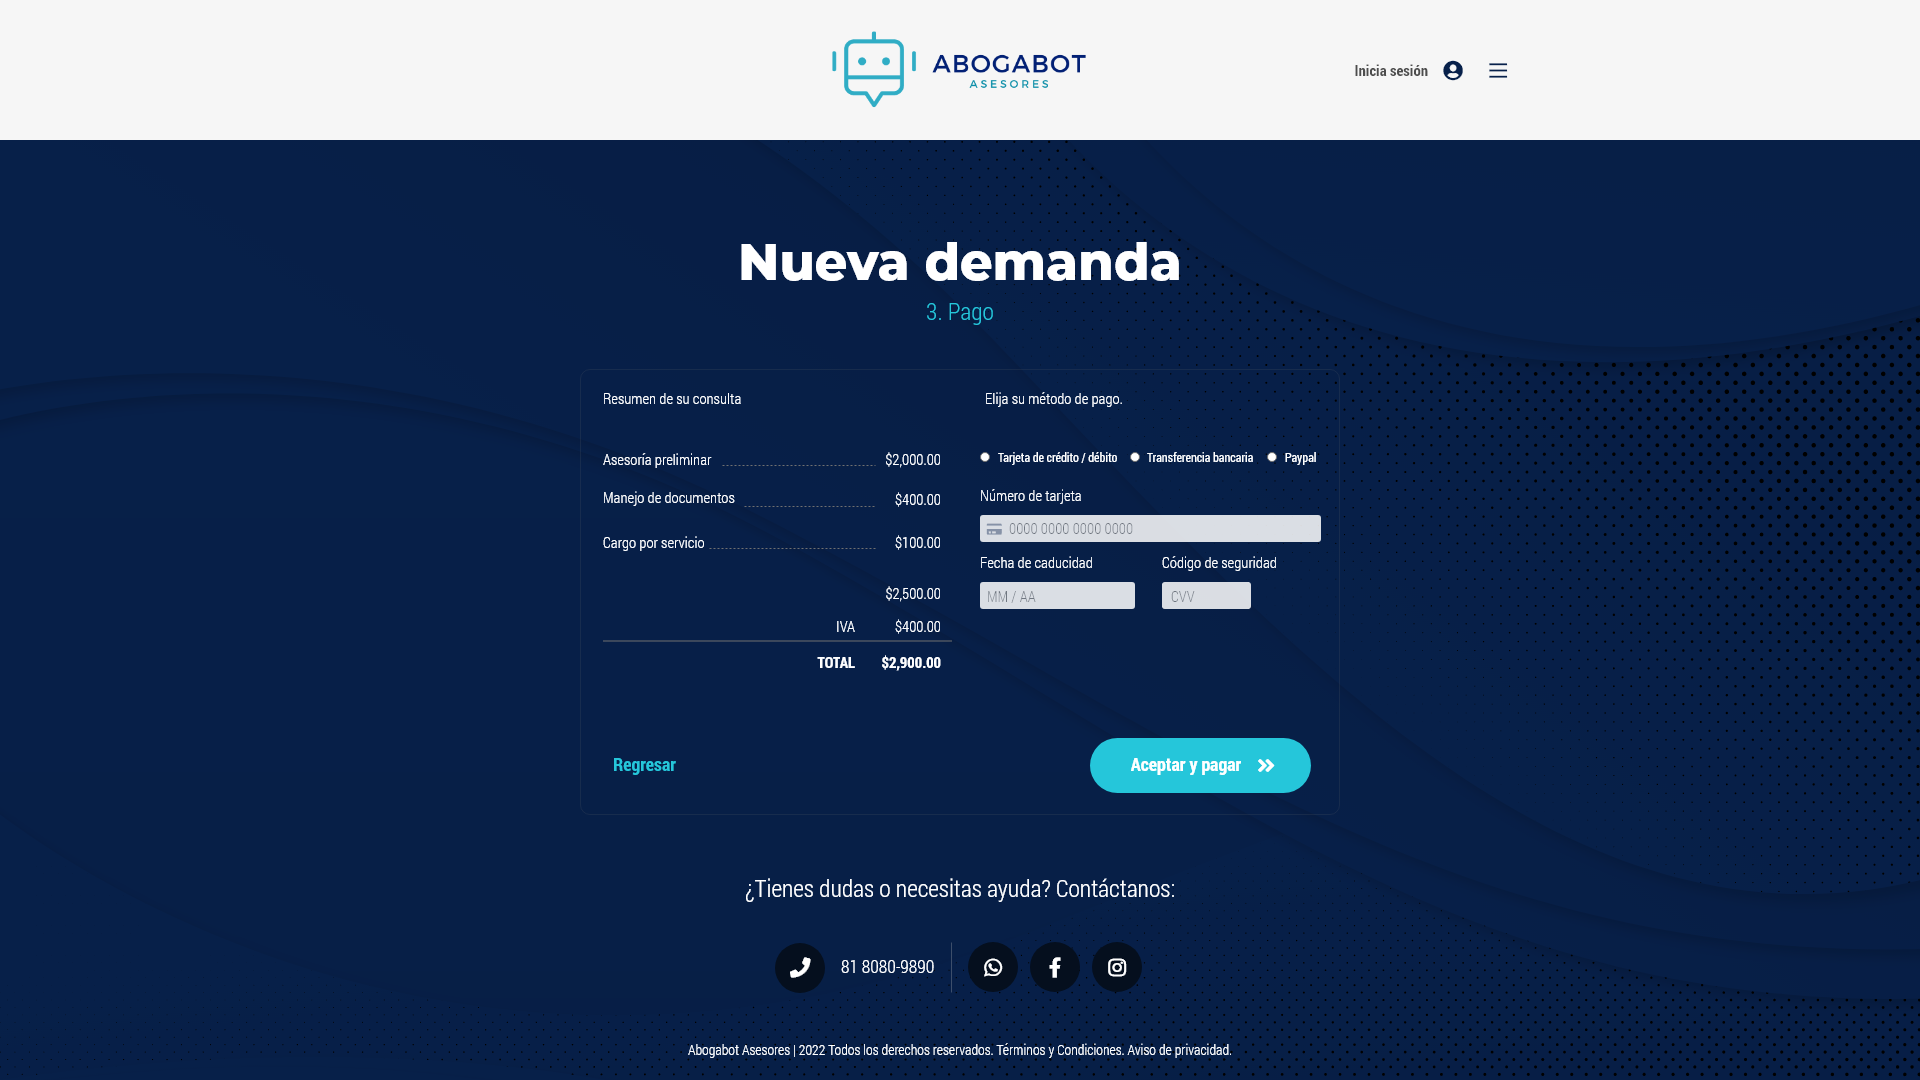 ABOGABOT
ASESORES
Inicia sesión
Nueva demanda
3. Pago
Resumen de su consulta
Asesoría preliminar $2,000.00
Manejo de documentos $400.00
Cargo por servicio $100.00
$2,500.00
IVA $400.00
TOTAL $2,900.00
Elija su método de pago.
Tarjeta de crédito / débito Transferencia bancaria Paypal
Número de tarjeta
0000 0000 0000 0000
Fecha de caducidad Código de seguridad
MM / AA CVV
Regresar Aceptar y pagar
¿Tienes dudas o necesitas ayuda? Contáctanos:
81 8080-9890
Abogabot Asesores | 2022 Todos los derechos reservados. Términos y Condiciones. Aviso de privacidad.